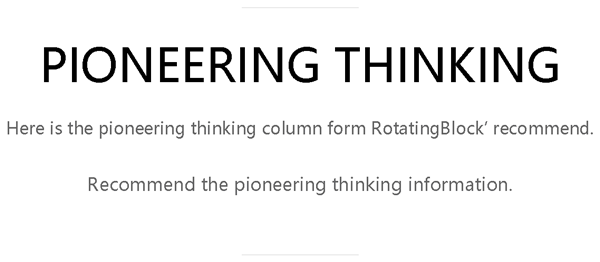 PIONEERING THINKING
Here is the pioneering thinking column form RotatingBlock’ recommend.
Recommend the pioneering thinking information.